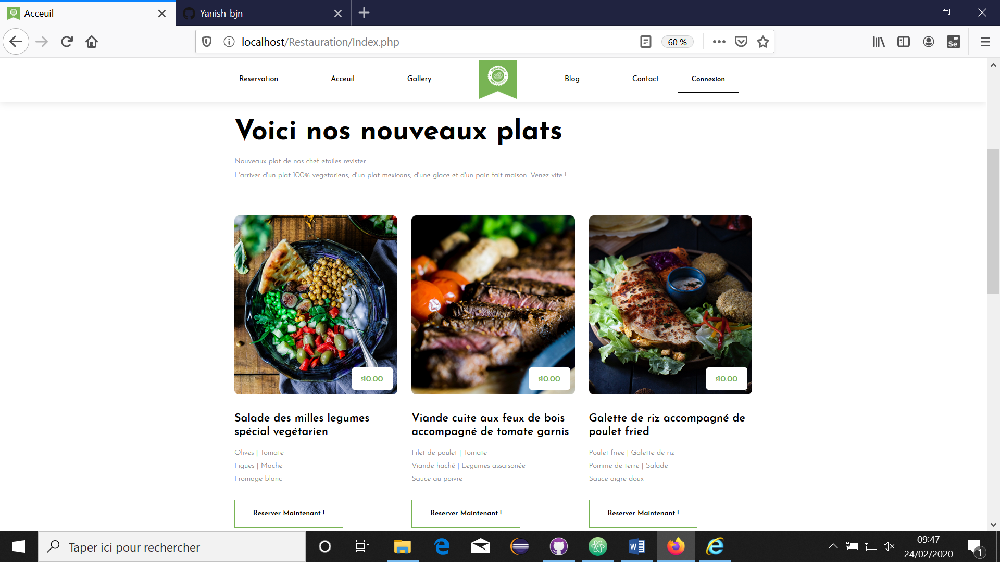 Acceuil
Yanish-bjn
localhost/Restauration/Index.php
60 %
Se
Reservation
Acceuil
Gallery
Blog
Contact
Connexion
Voici nos nouveaux plats
Nouveaux plat de nos chef etoiles revister
L'arriver d'un plat 100% vegetariens, d'un plat mexicans, d'une glace et d'un pain fait maison. Venez vite ! ...
$10.00
$10.00
$10.00
Salade des milles legumes
spécial vegétarien
Olives | Tomate
Figues | Mache
Fromage blanc
Reserver Maintenant !
Viande cuite aux feux de bois
accompagné de tomate garnis
Filet de poulet | Tomate
Viande haché | Legumes assaisonée
Sauce au poivre
Reserver Maintenant !
Galette de riz accompagné de
poulet fried
Poulet friee | Galette de riz
Pomme de terre | Salade
Sauce aigre doux
Reserver Maintenant !
Taper ici pour rechercher
09:47
24/02/2020
1